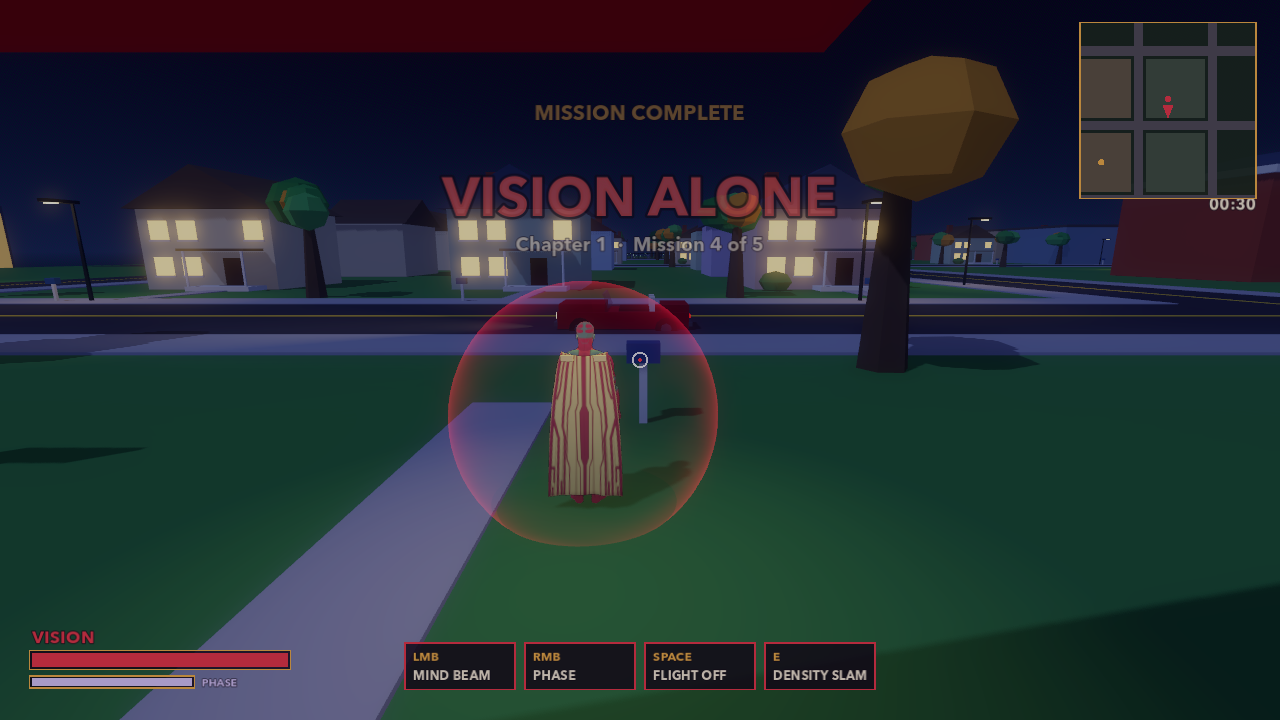 MISSION COMPLETE
VISION ALONE
Chapter 1 · Mission 4 of 5
00:30
VISION
PHASE
LMB
MIND BEAM
RMB
PHASE
SPACE
FLIGHT OFF
E
DENSITY SLAM